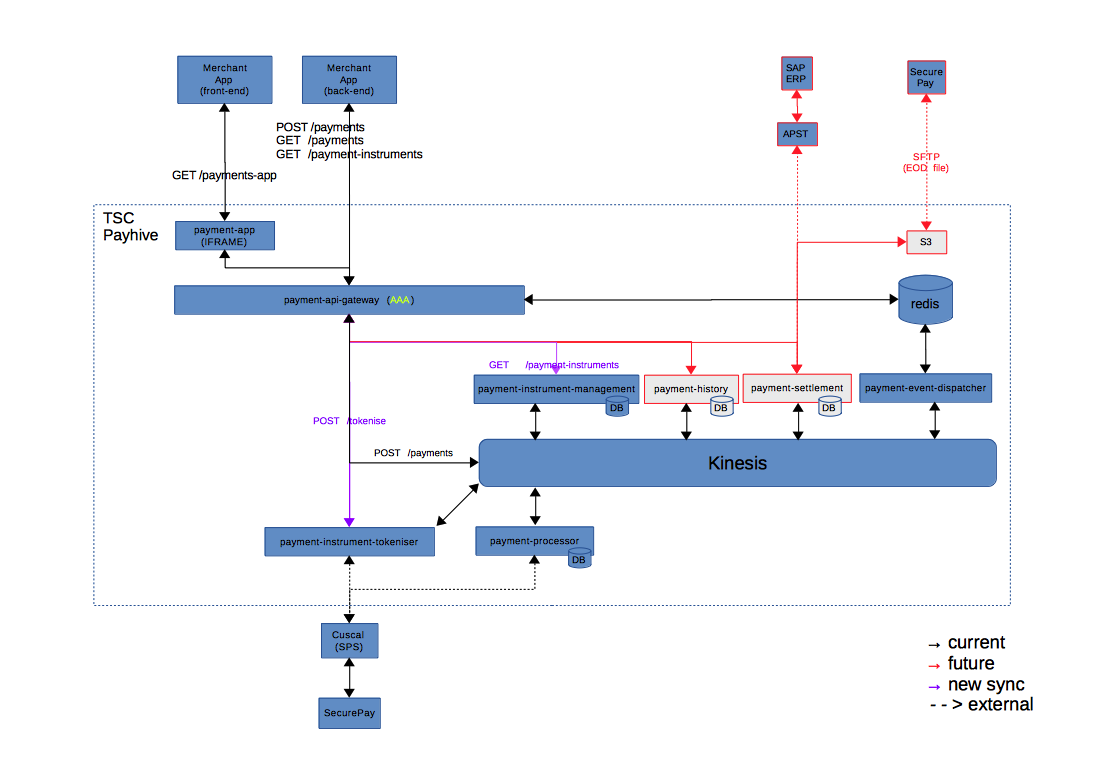 Merchant
App
(front-end)
Merchant
App
(back-end)
SAP
ERP
Secure
Pay
APST
POST /payments
GET /payments
GET /payment-instruments
SFTP
(EOD file)
GET /payments-app
TSC
Payhive
payment-app
(IFRAME)
S3
payment-api-gateway (AAA)
redis
GET /payment-instruments
payment-instrument-management
DB
payment-history
DB
payment-settlement
DB
payment-event-dispatcher
POST /tokenise
POST /payments
Kinesis
payment-instrument-tokeniser
payment-processor
DB
Cuscal
(SPS)
SecurePay
→ current
→ future
→ new sync
--> external